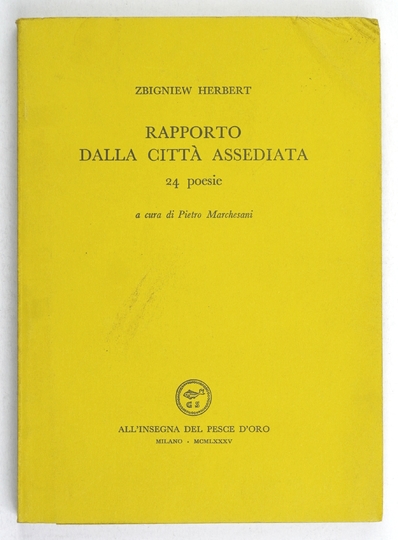 ZBIGNIEW HERBERT
RAPPORTO
DALLA CITTÀ ASSEDIATA
24 poesie
a cura di Pietro Marchesani
ALL'INSEGNA DEL PESCE D'ORO
MILANO - MCMLXXXV